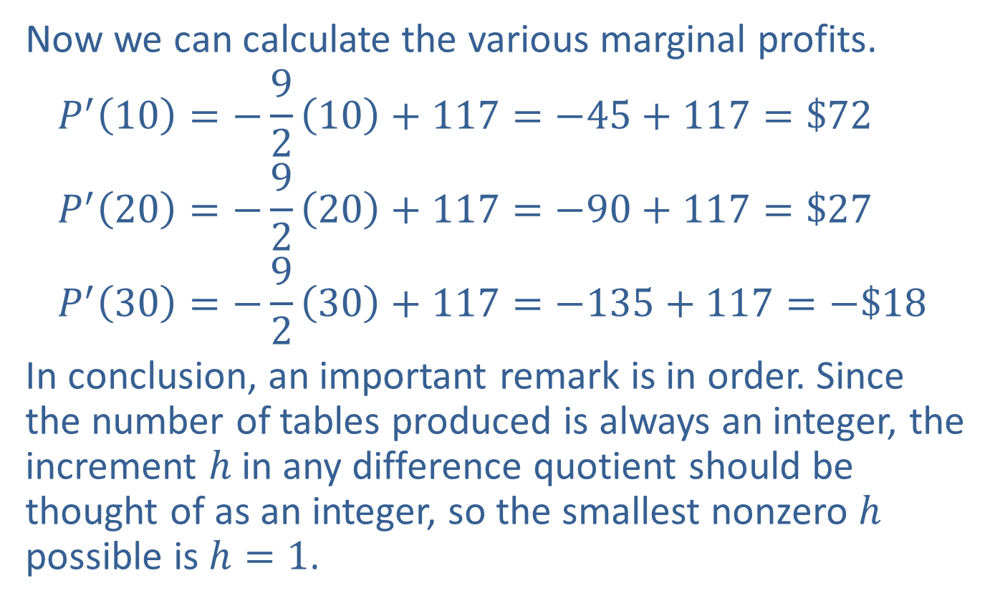 Now we can calculate the various marginal profits.
P′(10) = −9/2(10) + 117 = −45 + 117 = $72
P′(20) = −9/2(20) + 117 = −90 + 117 = $27
P′(30) = −9/2(30) + 117 = −135 + 117 = −$18
In conclusion, an important remark is in order. Since
the number of tables produced is always an integer, the
increment h in any difference quotient should be
thought of as an integer, so the smallest nonzero h
possible is h = 1.